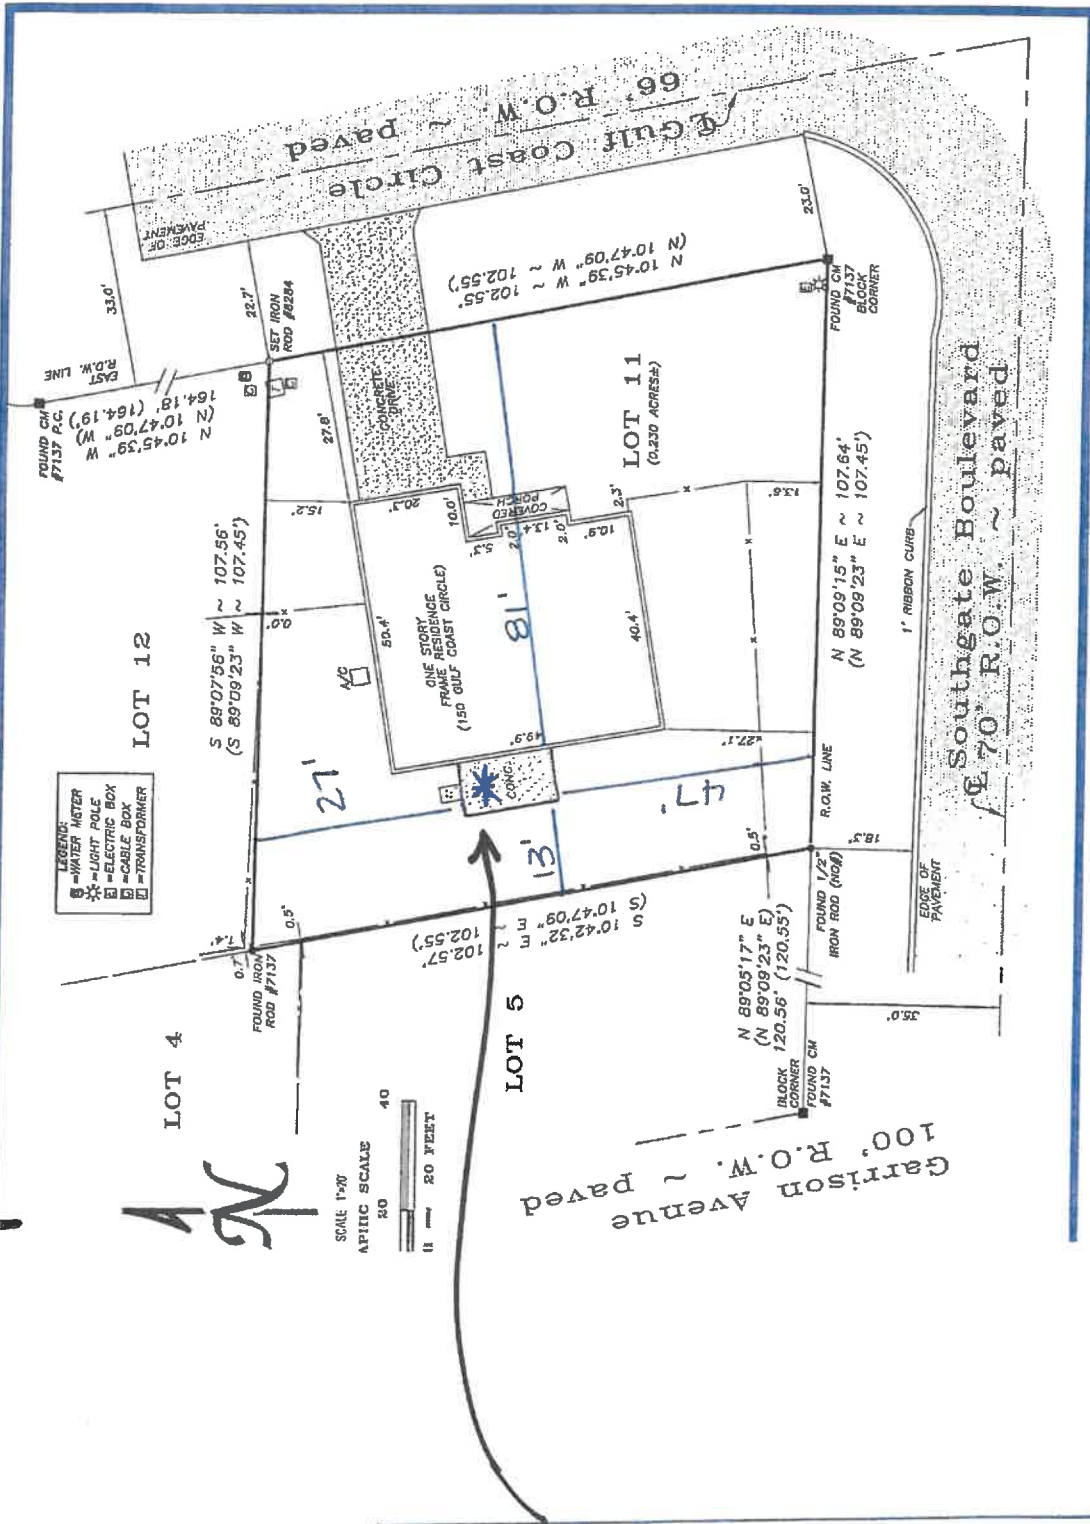 LOT 4
LOT 12
LOT 5
LOT 11
(0.230 ACRES±)
LEGEND:
=WATER METER
=LIGHT POLE
=ELECTRIC BOX
=CABLE BOX
=TRANSFORMER
S 89°07'56" W ~ 107.56'
(S 89°09'23" W ~ 107.45')
FOUND CM
#7137 P.C.
N 10°45'39" W
(N 10°47'09" W)
164.18' (164.19')
EAST
R.O.W. LINE
33.0'
22.7'
EDGE OF
PAVEMENT
SET IRON
ROD #8284
℄ Gulf Coast Circle
66' R.O.W. ~ paved
N 10°45'39" W ~ 102.55'
(N 10°47'09" W ~ 102.55')
23.0'
FOUND CM
#7137
BLOCK
CORNER
E
CONCRETE
DRIVE
27.8'
15.2'
9.0'
A/C
50.4'
20.3'
10.0'
5.3'
2.0'
13.4'
2.0'
10.9'
2.3'
COVERED
PORCH
ONE STORY
FRAME RESIDENCE
(150 GULF COAST CIRCLE)
40.4'
49.9'
CONC.
27.1'
13.6'
27'
81'
47'
13'
1.4'
0.7'
0.5'
FOUND IRON
ROD #7137
S 10°42'32" E ~ 102.57'
(S 10°47'09" E ~ 102.55')
0.5'
N 89°09'15" E ~ 107.64'
(N 89°09'23" E ~ 107.45')
R.O.W. LINE
18.3'
1' RIBBON CURB
EDGE OF
PAVEMENT
FOUND 1/2"
IRON ROD (NO#)
N 89°05'17" E
(N 89°09'23" E)
120.56' (120.55')
BLOCK
CORNER
FOUND CM
#7137
35.0'
℄ Southgate Boulevard
70' R.O.W. ~ paved
Garrison Avenue
100' R.O.W. ~ paved
N
SCALE 1"=20'
APHIC SCALE
20 40
20 FEET